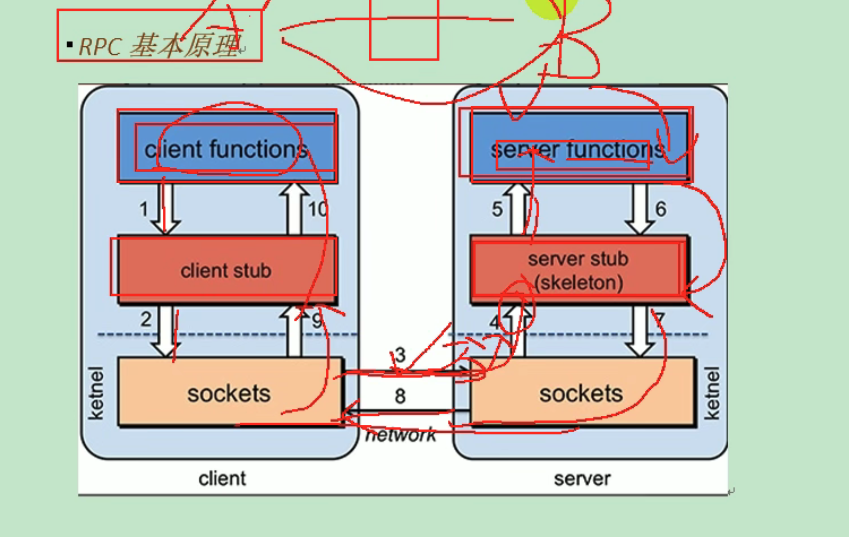 ▪ RPC 基本原理
client functions
server functions
1
10
5
6
client stub
server stub
(skeleton)
2
9
4
7
3
8
sockets
sockets
ketnel
ketnel
network
client
server